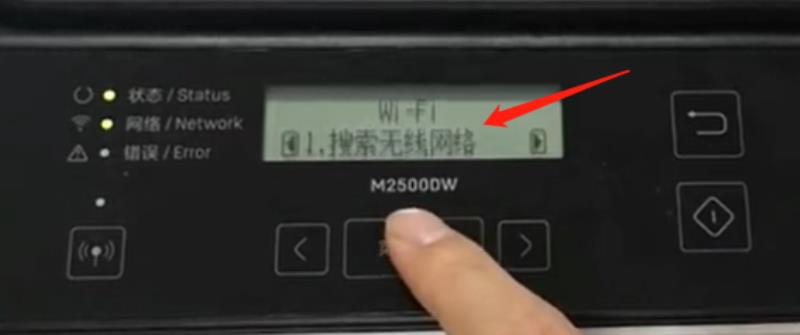 状态 / Status
网络 / Network
错误 / Error
Wi-Fi
1.搜索无线网络
M2500DW